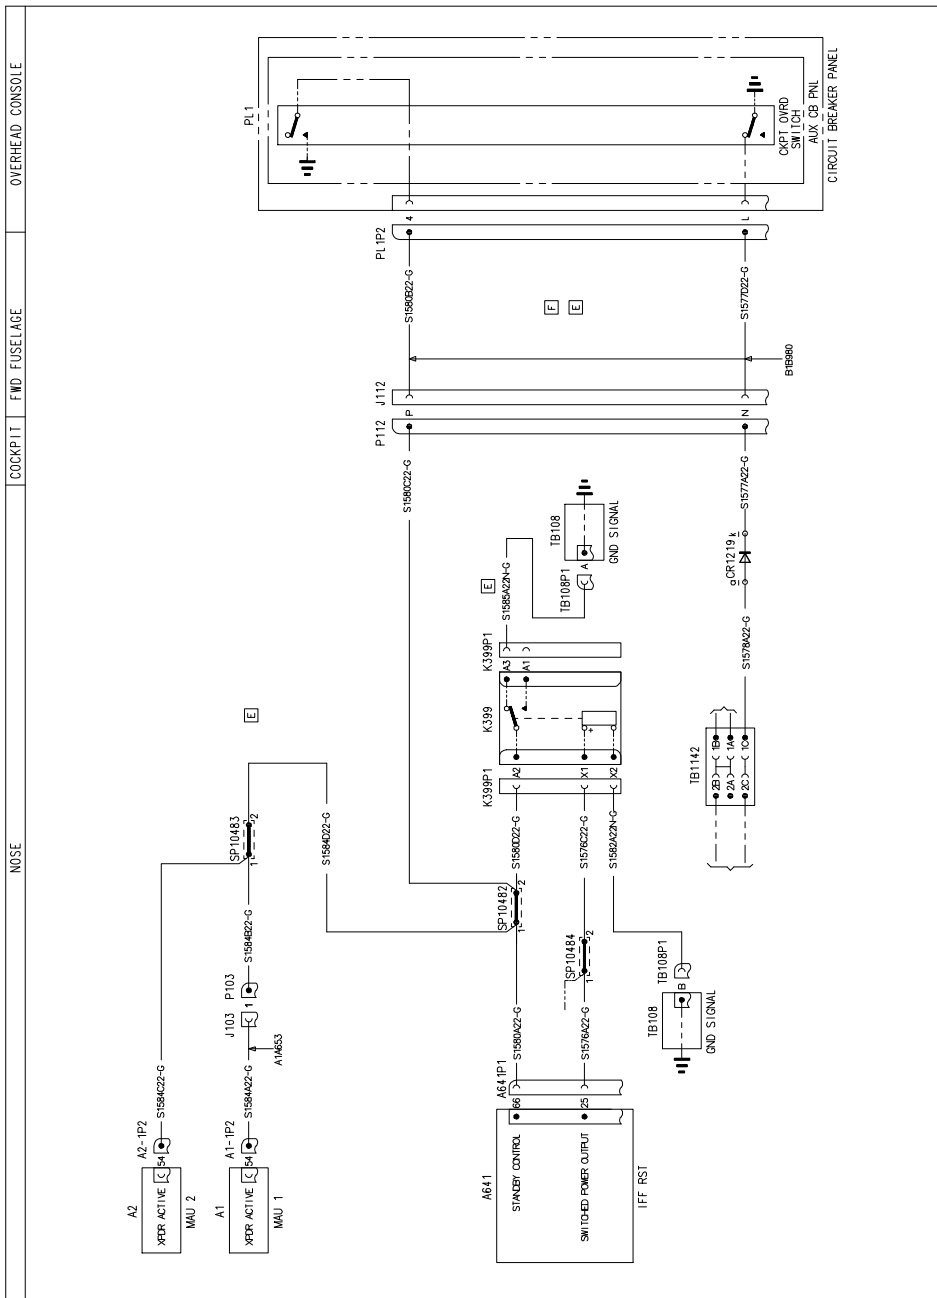 OVERHEAD CONSOLE
FWD FUSELAGE
COCKPIT
NOSE
PL1
CKPT OVRD
SWITCH
AUX CB PNL
CIRCUIT BREAKER PANEL
PL1P2
4
L
S1580B22-G
S1577D22-G
F
E
B1B980
J112
P112
P
N
S1580C22-G
S1577A22-G
TB108
GND SIGNAL
TB108P1
A
E
S1585A22N-G
k
CR1219
a
S1578A22-G
K399P1
A3
A1
K399
+
K399P1
A2
X1
X2
TB1142
2B
1B
2A
1A
2C
1C
E
SP10483
1
2
S1584D22-G
S1580D22-G
S1576C22-G
S1582A22N-G
SP10482
1
2
SP10484
1
2
S1584B22-G
P103
J103
1
A1A653
S1584C22-G
S1584A22-G
S1580A22-G
S1576A22-G
TB108P1
B
TB108
GND SIGNAL
A2-1P2
54
A2
XPDR ACTIVE
MAU 2
A1-1P2
54
A1
XPDR ACTIVE
MAU 1
A641P1
66
25
A641
STANDBY CONTROL
SWITCHED POWER OUTPUT
IFF RST